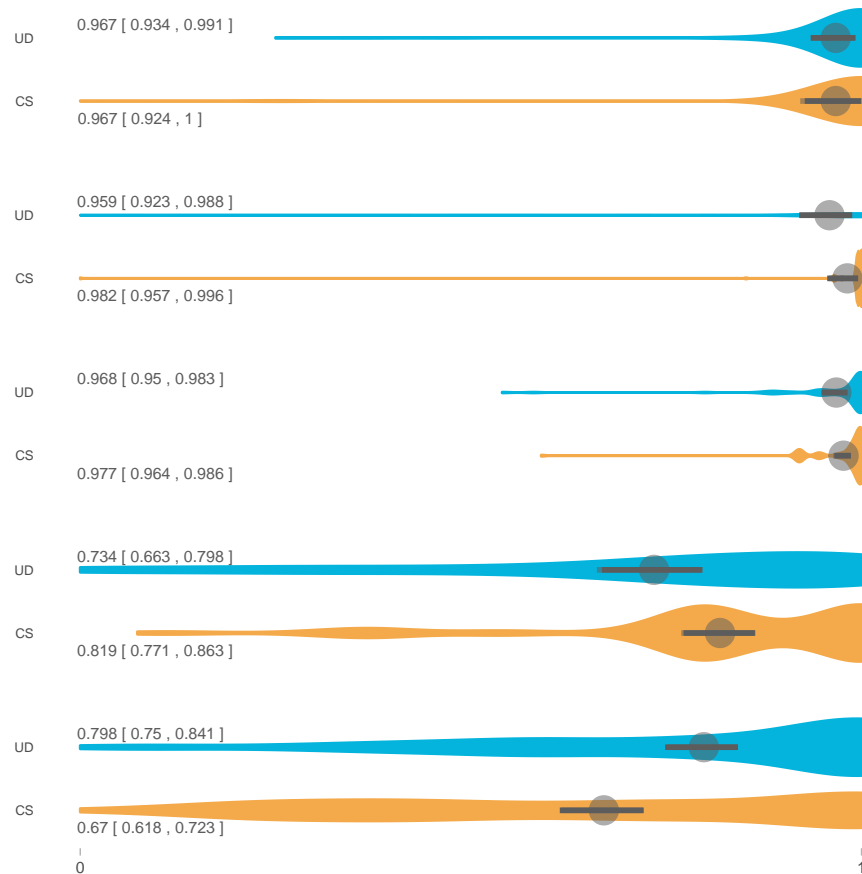 0.967 [ 0.934 , 0.991 ]
UD
CS
0.967 [ 0.924 , 1 ]
0.959 [ 0.923 , 0.988 ]
UD
CS
0.982 [ 0.957 , 0.996 ]
0.968 [ 0.95 , 0.983 ]
UD
CS
0.977 [ 0.964 , 0.986 ]
0.734 [ 0.663 , 0.798 ]
UD
CS
0.819 [ 0.771 , 0.863 ]
0.798 [ 0.75 , 0.841 ]
UD
CS
0.67 [ 0.618 , 0.723 ]
0 1